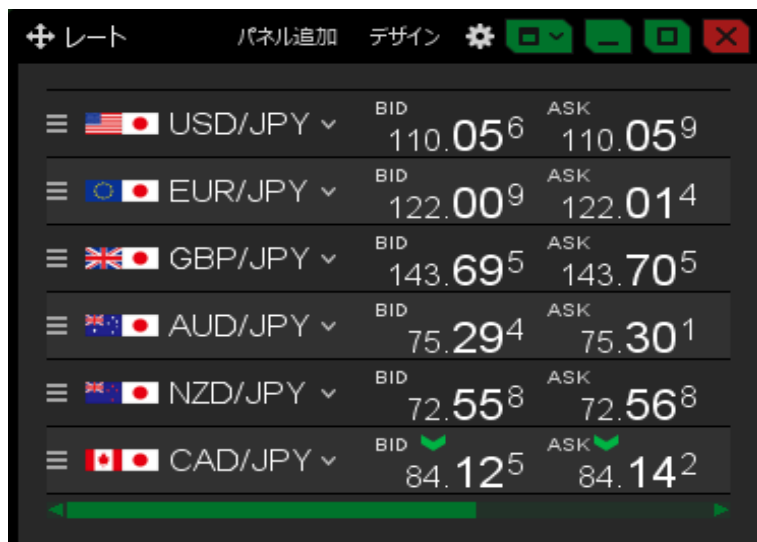 レート パネル追加 デザイン
USD/JPY BID 110.056 ASK 110.059
EUR/JPY BID 122.009 ASK 122.014
GBP/JPY BID 143.695 ASK 143.705
AUD/JPY BID 75.294 ASK 75.301
NZD/JPY BID 72.558 ASK 72.568
CAD/JPY BID 84.125 ASK 84.142